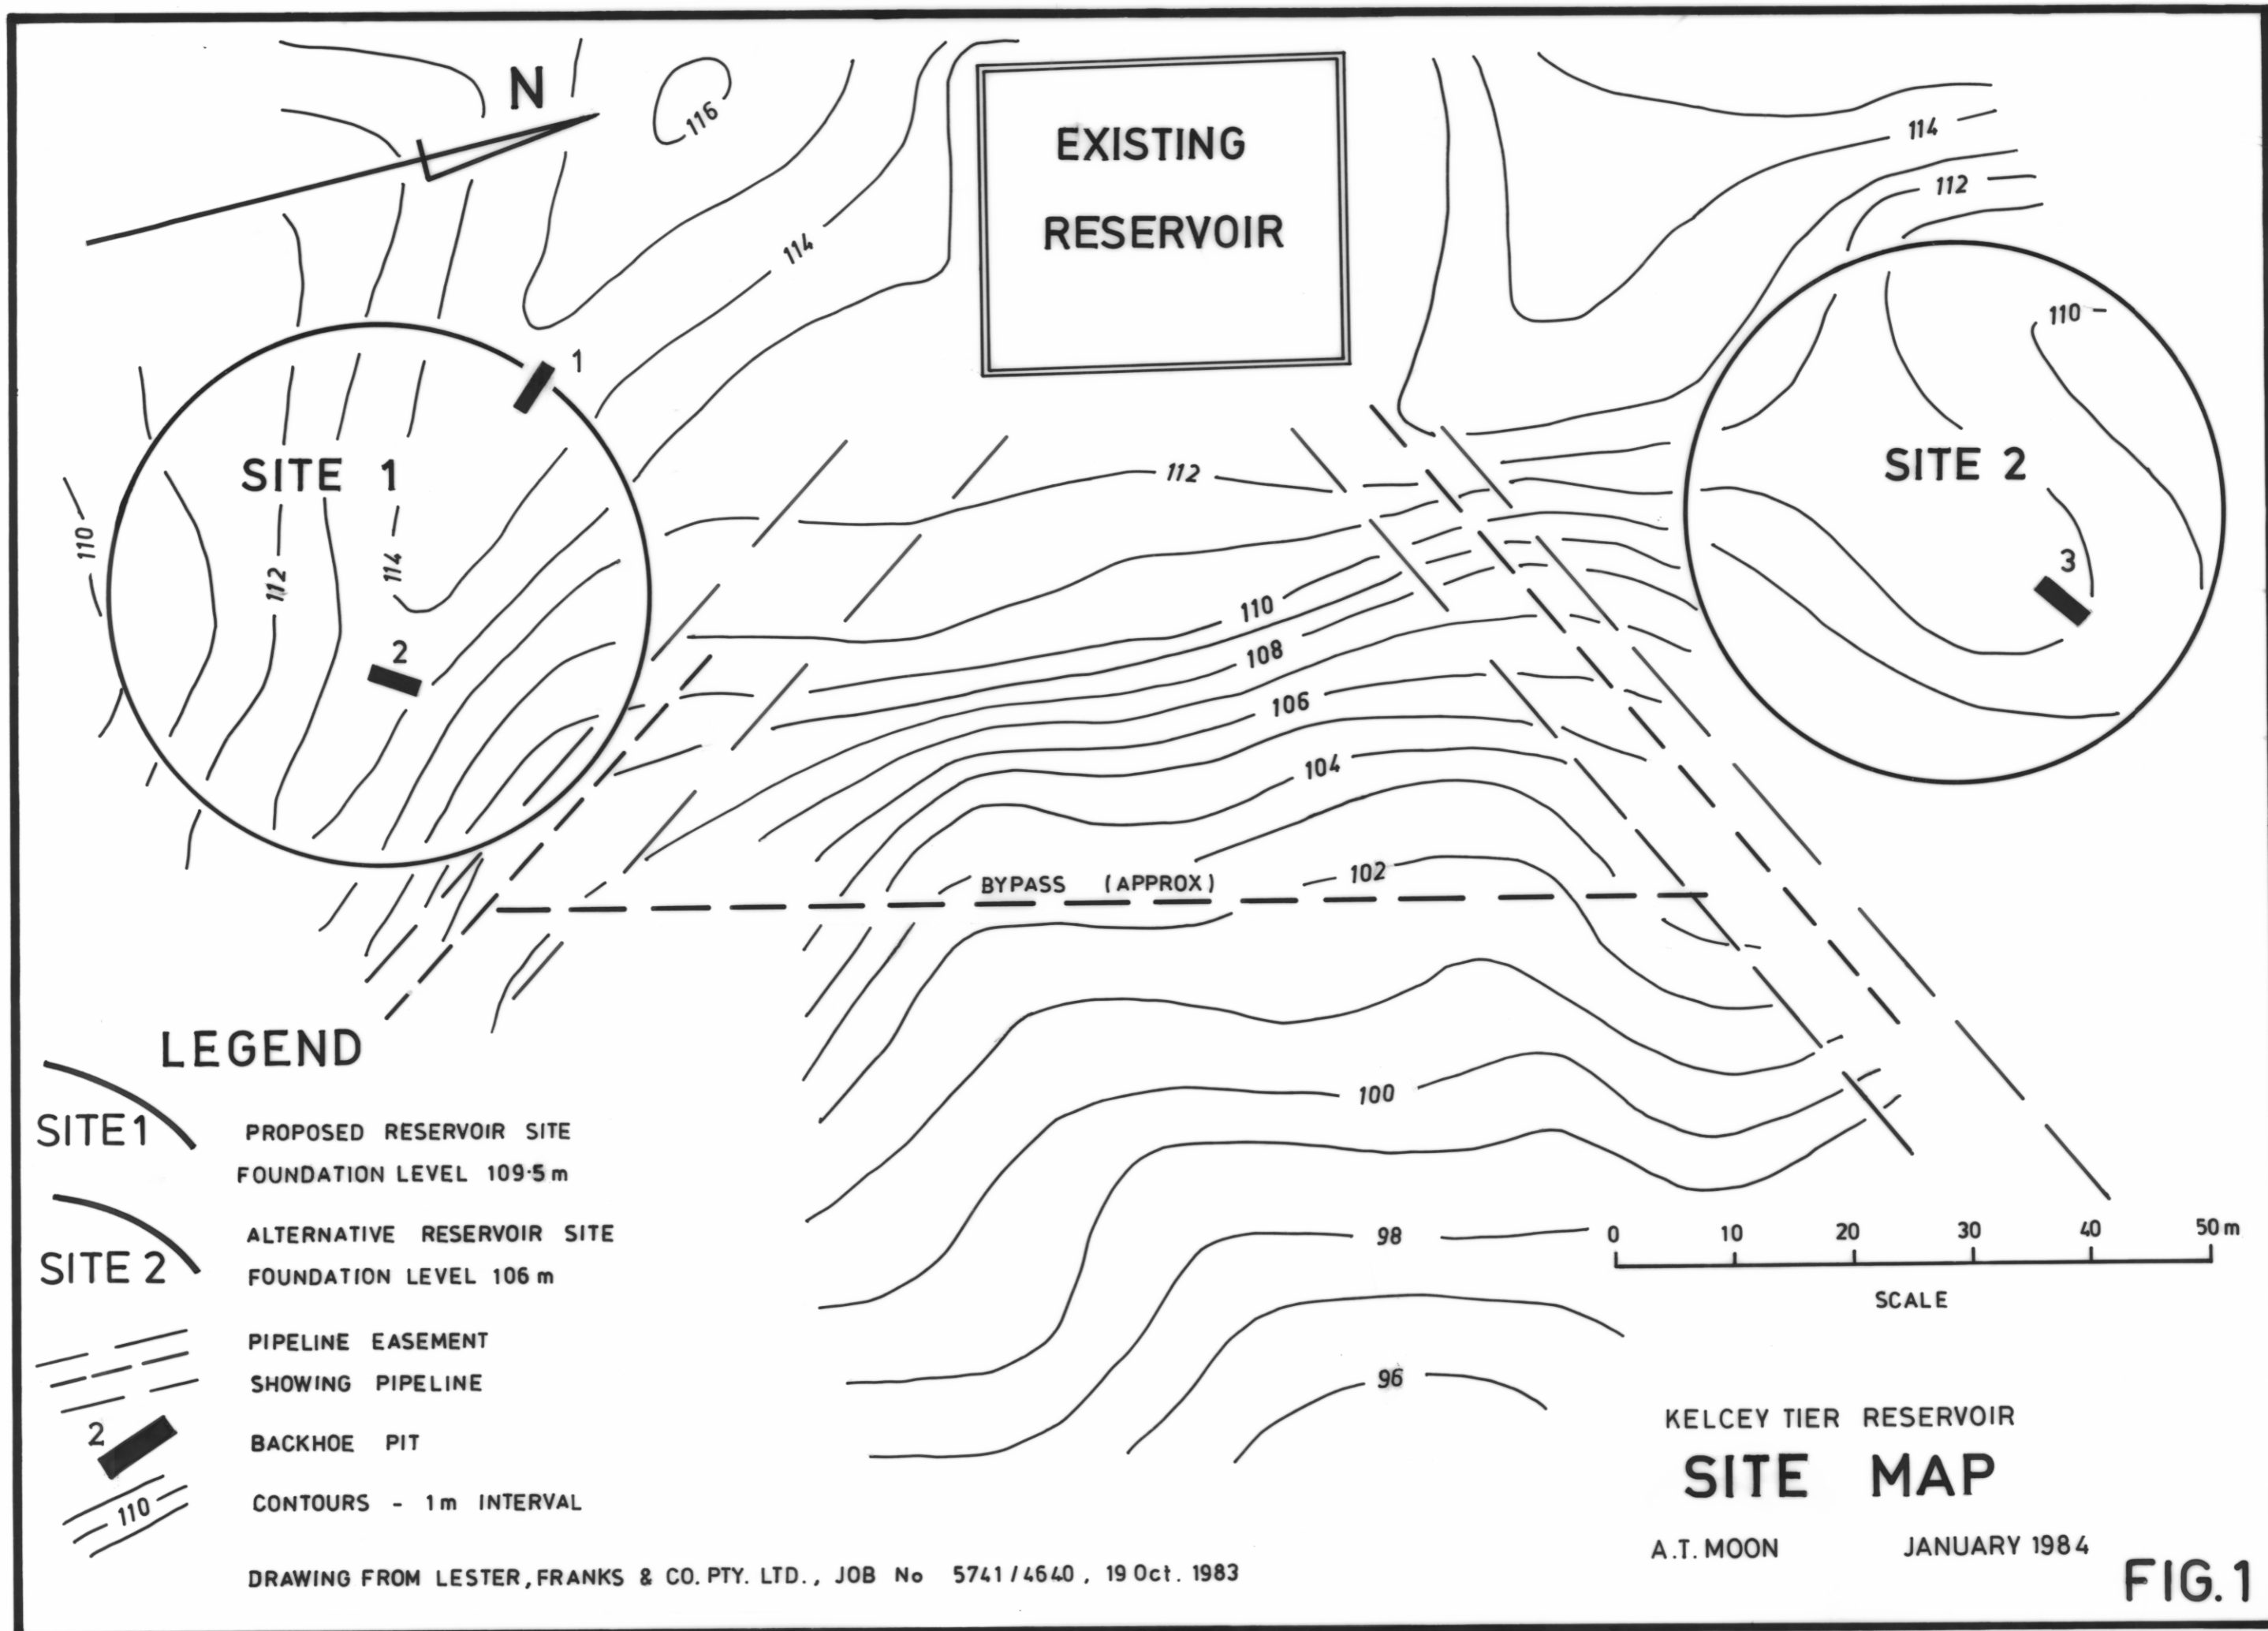 N
116
EXISTING
RESERVOIR
114
112
114
110
1
SITE 1
SITE 2
112
110
112
114
3
110
2
108
106
104
102
BYPASS (APPROX)
100
98
96
LEGEND
SITE 1
PROPOSED RESERVOIR SITE
FOUNDATION LEVEL 109·5 m
SITE 2
ALTERNATIVE RESERVOIR SITE
FOUNDATION LEVEL 106 m
PIPELINE EASEMENT
SHOWING PIPELINE
2
BACKHOE PIT
110
CONTOURS - 1 m INTERVAL
DRAWING FROM LESTER, FRANKS & CO. PTY. LTD., JOB No 5741/4640, 19 Oct. 1983
0 10 20 30 40 50 m
SCALE
KELCEY TIER RESERVOIR
SITE MAP
A.T. MOON JANUARY 1984
FIG. 1